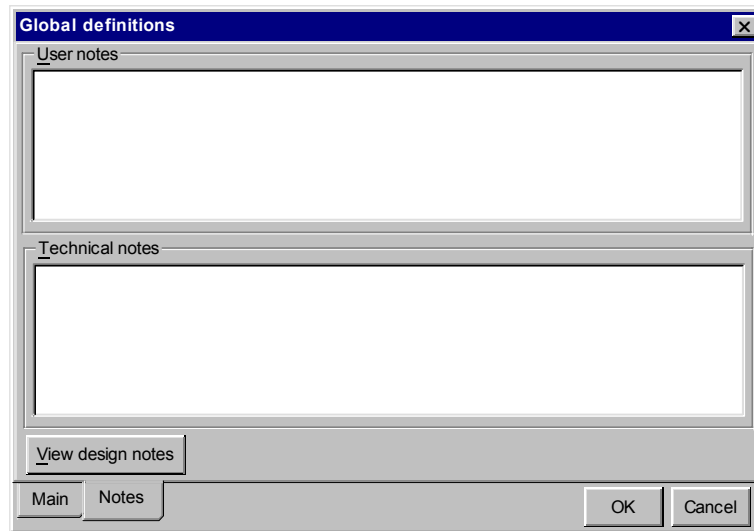 Global definitions
User notes
Technical notes
View design notes
Main
Notes
OK
Cancel